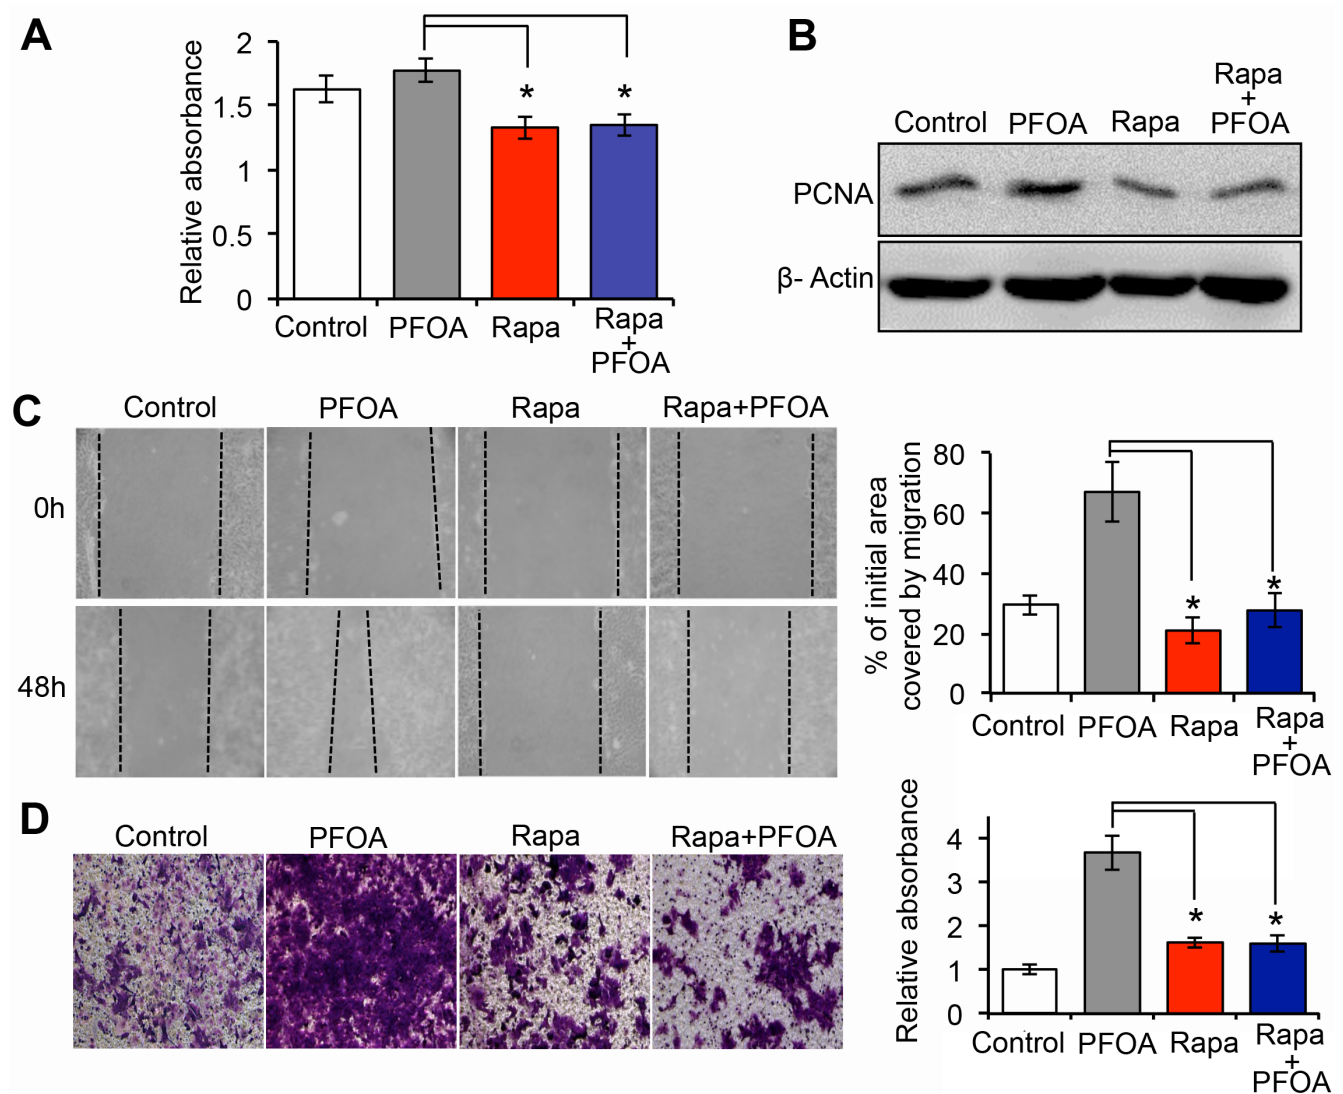 A
Relative absorbance
2
1.5
1
0.5
0
*
*
Control
PFOA
Rapa
Rapa
+
PFOA
B
Control
PFOA
Rapa
Rapa
+
PFOA
PCNA
β- Actin
C
Control
PFOA
Rapa
Rapa+PFOA
0h
48h
% of initial area
covered by migration
80
60
40
20
0
*
*
Control
PFOA
Rapa
Rapa
+
PFOA
D
Control
PFOA
Rapa
Rapa+PFOA
Relative absorbance
4
3
2
1
0
*
*
Control
PFOA
Rapa
Rapa
+
PFOA